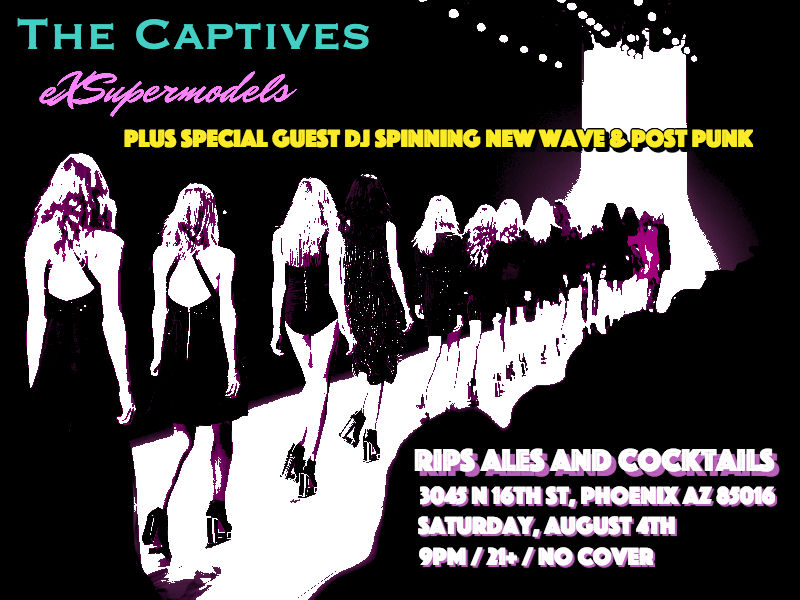 The Captives
eXSupermodels
PLUS SPECIAL GUEST DJ SPINNING NEW WAVE & POST PUNK
RIPS ALES AND COCKTAILS
3045 N 16TH ST, PHOENIX AZ 85016
SATURDAY, AUGUST 4TH
9PM / 21+ / NO COVER